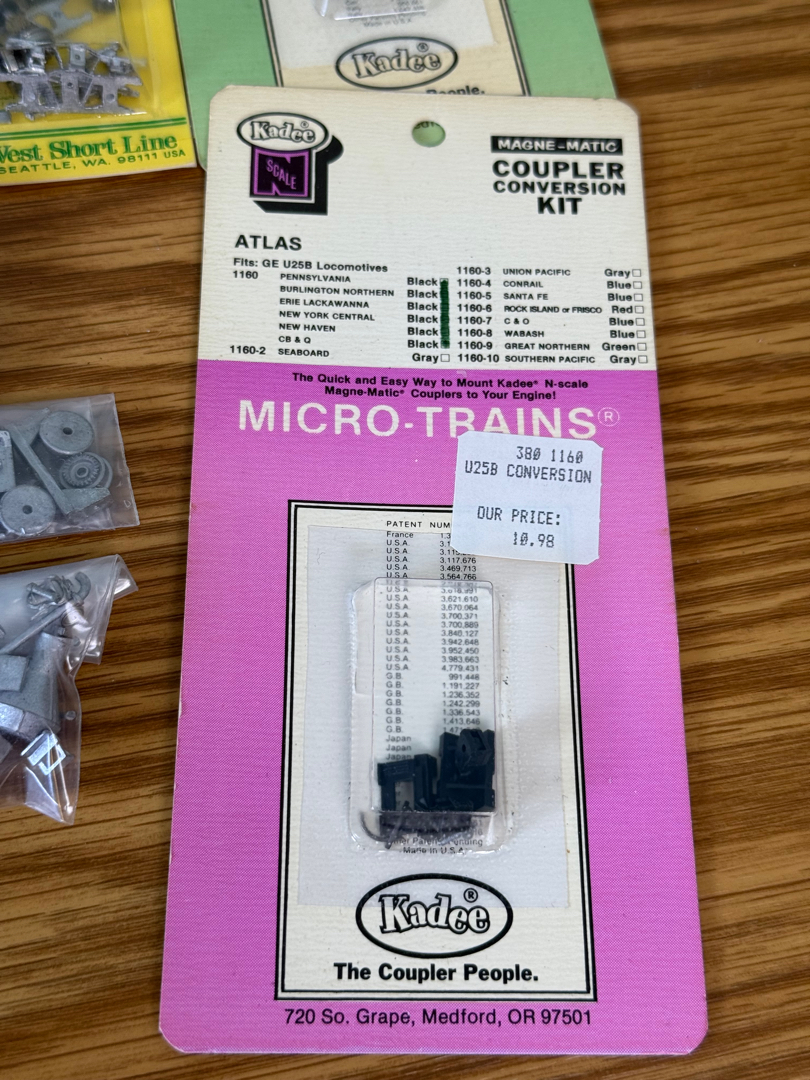 Kadee
People.
West Short Line
SEATTLE, WA. 98111 USA
Kadee
N
SCALE
MAGNE-MATIC
COUPLER
CONVERSION
KIT
ATLAS
Fits: GE U25B Locomotives
1160 PENNSYLVANIA Black
BURLINGTON NORTHERN Black
ERIE LACKAWANNA Black
NEW YORK CENTRAL Black
NEW HAVEN Black
CB & Q Black
1160-2 SEABOARD Gray
1160-3 UNION PACIFIC Gray
1160-4 CONRAIL Blue
1160-5 SANTA FE Blue
1160-6 ROCK ISLAND or FRISCO Red
1160-7 C & O Blue
1160-8 WABASH Blue
1160-9 GREAT NORTHERN Green
1160-10 SOUTHERN PACIFIC Gray
The Quick and Easy Way to Mount Kadee® N-scale
Magne-Matic® Couplers to Your Engine!
MICRO-TRAINS®
380 1160
U25B CONVERSION
OUR PRICE:
10.98
PATENT NUM
France
U.S.A.
U.S.A.
U.S.A. 3,117,676
U.S.A. 3,469,713
U.S.A. 3,564,766
U.S.A.
U.S.A. 3,621,610
U.S.A. 3,670,064
U.S.A. 3,700,371
U.S.A. 3,700,889
U.S.A. 3,840,127
U.S.A. 3,942,648
U.S.A. 3,952,450
U.S.A. 3,983,663
U.S.A. 4,779,431
G.B. 991,448
G.B. 1,191,227
G.B. 1,236,352
G.B. 1,242,299
G.B. 1,336,543
G.B. 1,413,646
G.B.
Japan
Japan
Japan
Made in U.S.A.
Kadee®
The Coupler People.
720 So. Grape, Medford, OR 97501